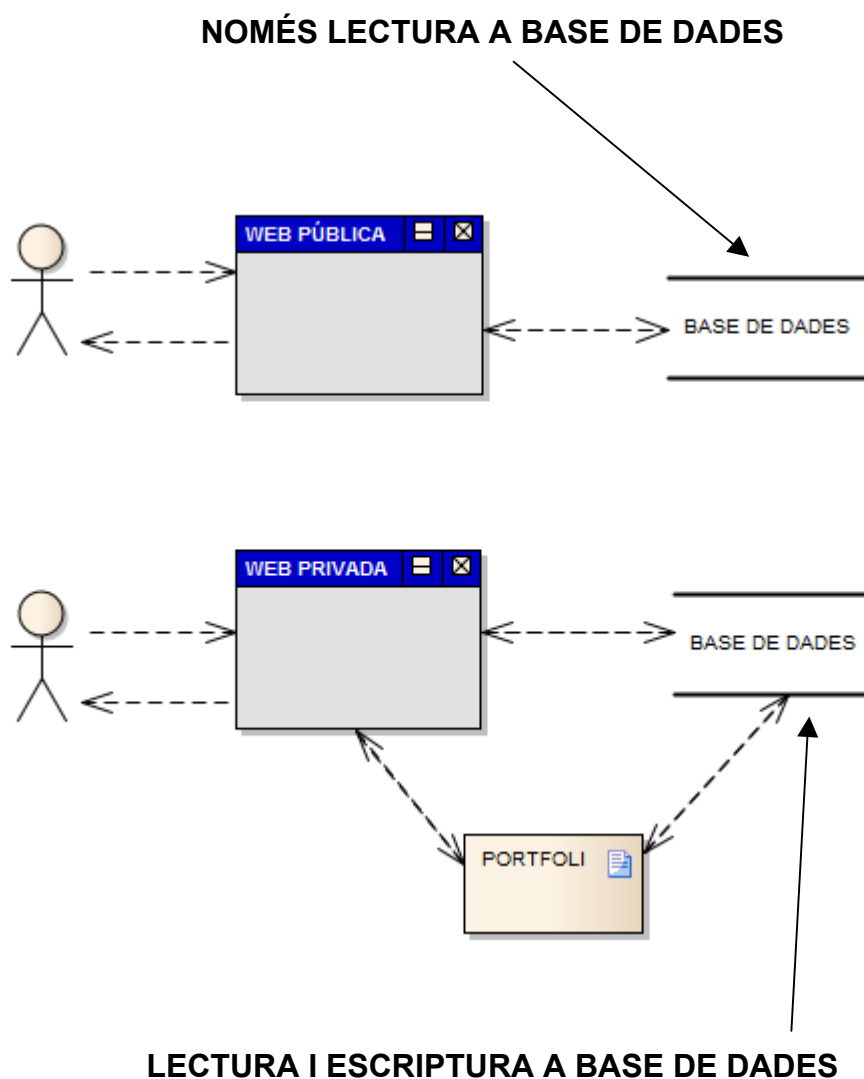 NOMÉS LECTURA A BASE DE DADES
WEB PÚBLICA
BASE DE DADES
WEB PRIVADA
BASE DE DADES
PORTFOLI
LECTURA I ESCRIPTURA A BASE DE DADES